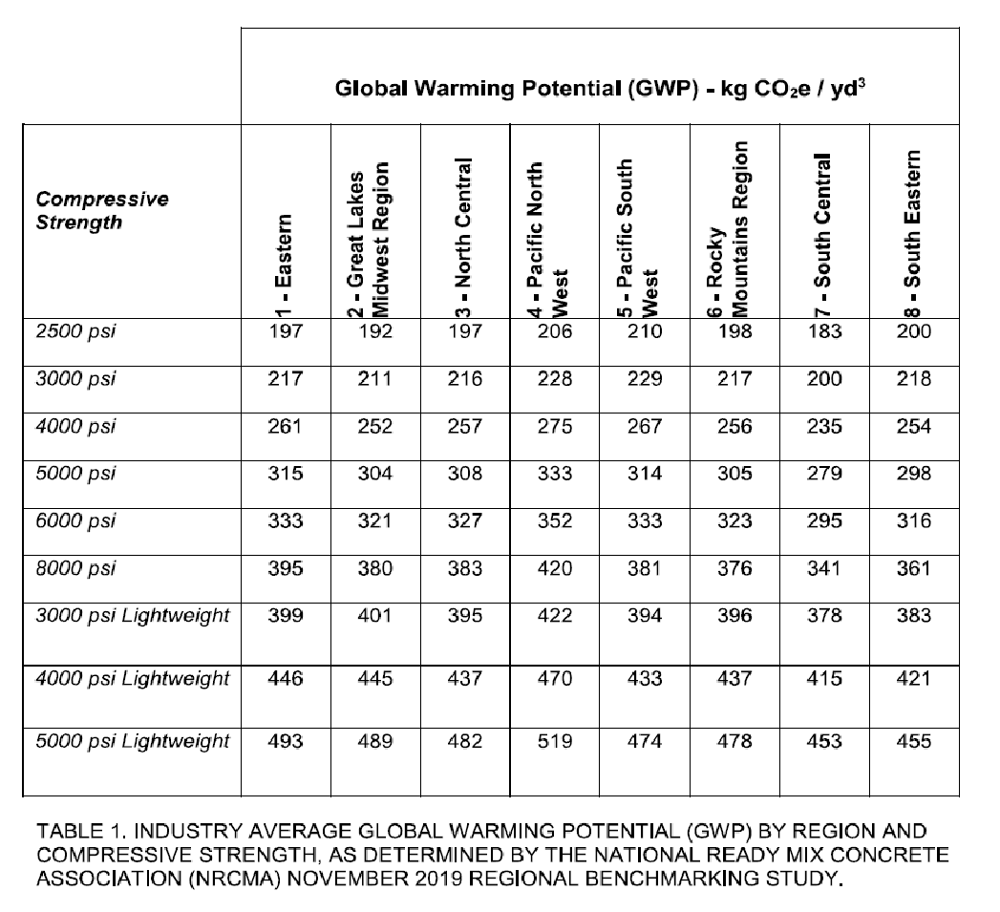 Global Warming Potential (GWP) - kg CO₂e / yd³
Compressive
Strength
1 - Eastern
2 - Great Lakes
Midwest Region
3 - North Central
4 - Pacific North
West
5 - Pacific South
West
6 - Rocky
Mountains Region
7 - South Central
8 - South Eastern
2500 psi 197 192 197 206 210 198 183 200
3000 psi 217 211 216 228 229 217 200 218
4000 psi 261 252 257 275 267 256 235 254
5000 psi 315 304 308 333 314 305 279 298
6000 psi 333 321 327 352 333 323 295 316
8000 psi 395 380 383 420 381 376 341 361
3000 psi Lightweight 399 401 395 422 394 396 378 383
4000 psi Lightweight 446 445 437 470 433 437 415 421
5000 psi Lightweight 493 489 482 519 474 478 453 455
TABLE 1. INDUSTRY AVERAGE GLOBAL WARMING POTENTIAL (GWP) BY REGION AND
COMPRESSIVE STRENGTH, AS DETERMINED BY THE NATIONAL READY MIX CONCRETE
ASSOCIATION (NRCMA) NOVEMBER 2019 REGIONAL BENCHMARKING STUDY.